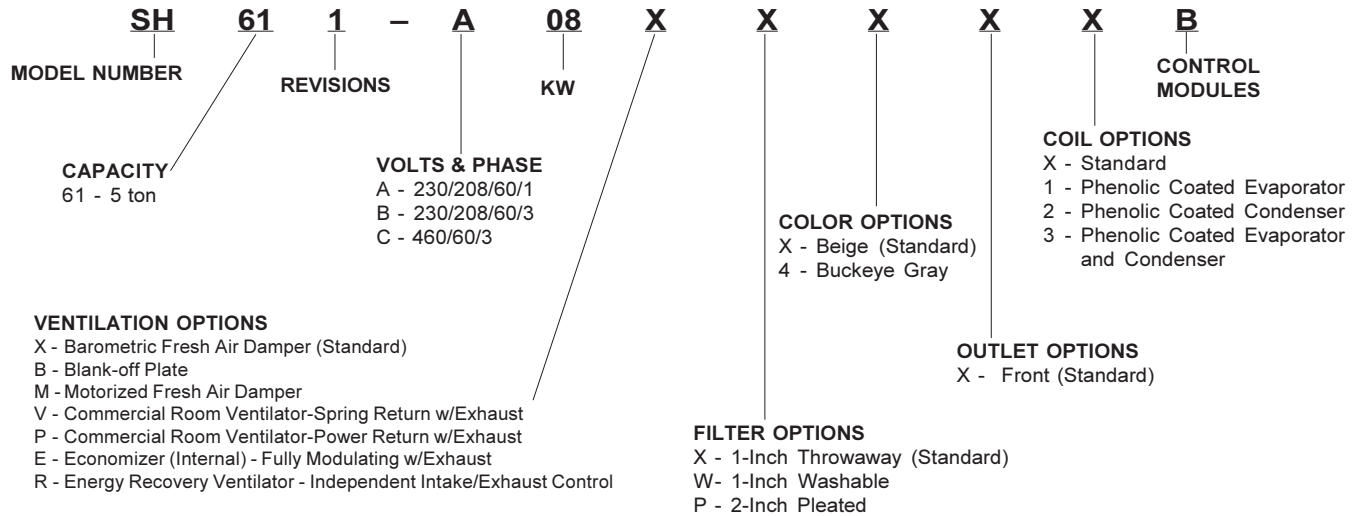 SH 61 1 – A 08 X X X X X B
MODEL NUMBER
REVISIONS
KW
CONTROL
MODULES
CAPACITY
61 - 5 ton
VOLTS & PHASE
A - 230/208/60/1
B - 230/208/60/3
C - 460/60/3
COLOR OPTIONS
X - Beige (Standard)
4 - Buckeye Gray
COIL OPTIONS
X - Standard
1 - Phenolic Coated Evaporator
2 - Phenolic Coated Condenser
3 - Phenolic Coated Evaporator
and Condenser
VENTILATION OPTIONS
X - Barometric Fresh Air Damper (Standard)
B - Blank-off Plate
M - Motorized Fresh Air Damper
V - Commercial Room Ventilator-Spring Return w/Exhaust
P - Commercial Room Ventilator-Power Return w/Exhaust
E - Economizer (Internal) - Fully Modulating w/Exhaust
R - Energy Recovery Ventilator - Independent Intake/Exhaust Control
OUTLET OPTIONS
X - Front (Standard)
FILTER OPTIONS
X - 1-Inch Throwaway (Standard)
W- 1-Inch Washable
P - 2-Inch Pleated